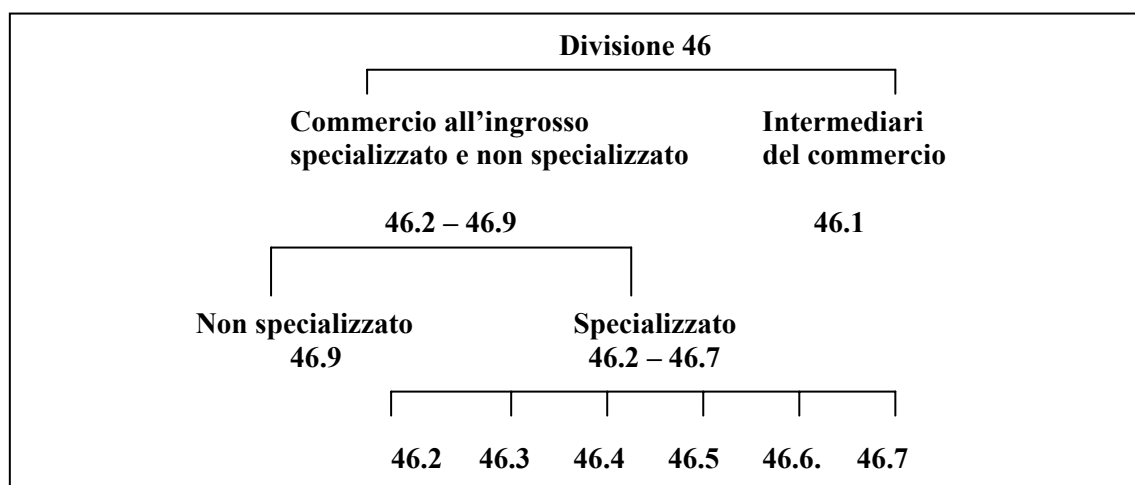 Divisione 46
Commercio all’ingrosso
specializzato e non specializzato
Intermediari
del commercio
46.2 – 46.9
46.1
Non specializzato
46.9
Specializzato
46.2 – 46.7
46.2 46.3 46.4 46.5 46.6. 46.7